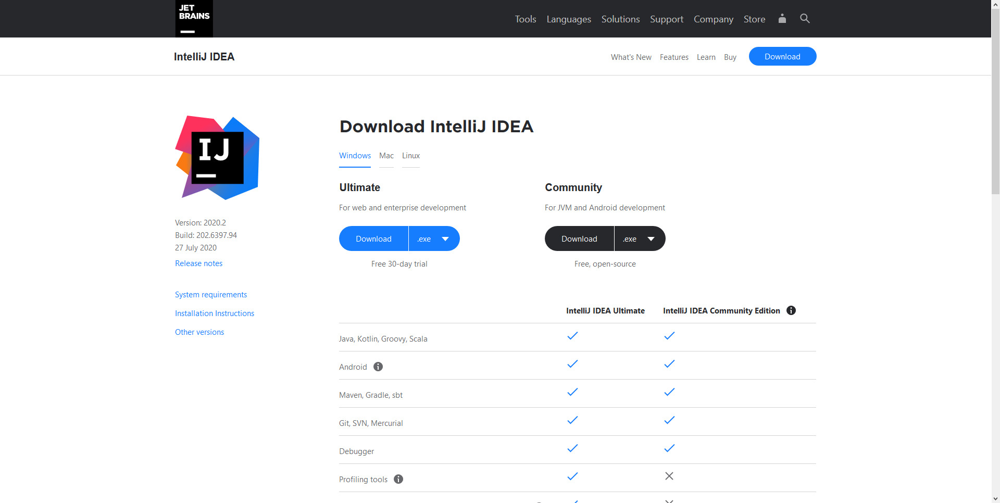 JET
BRAINS
Tools Languages Solutions Support Company Store
IntelliJ IDEA
What's New Features Learn Buy Download
IJ
Download IntelliJ IDEA
Windows Mac Linux
Ultimate
For web and enterprise development
Download .exe
Free 30-day trial
Community
For JVM and Android development
Download .exe
Free, open-source
Version: 2020.2
Build: 202.6397.94
27 July 2020
Release notes
System requirements
Installation Instructions
Other versions
IntelliJ IDEA Ultimate IntelliJ IDEA Community Edition
Java, Kotlin, Groovy, Scala
Android
Maven, Gradle, sbt
Git, SVN, Mercurial
Debugger
Profiling tools